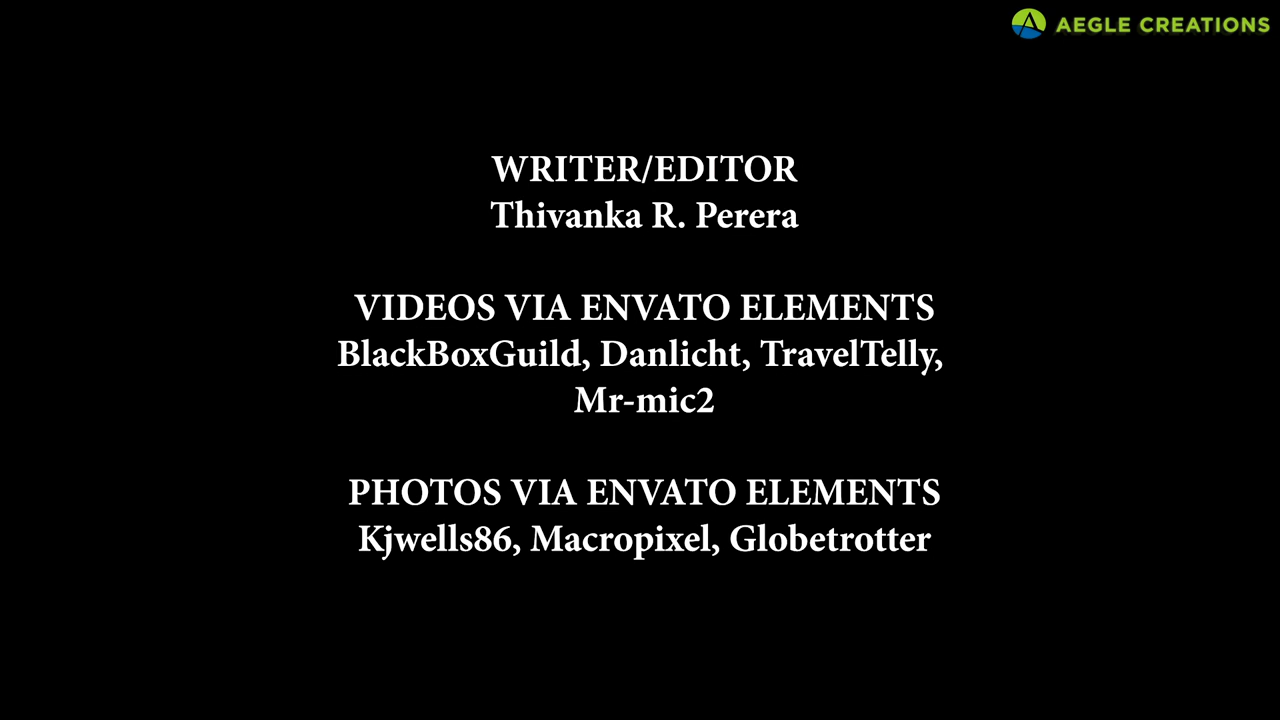 AEGLE CREATIONS
WRITER/EDITOR
Thivanka R. Perera
VIDEOS VIA ENVATO ELEMENTS
BlackBoxGuild, Danlicht, TravelTelly,
Mr-mic2
PHOTOS VIA ENVATO ELEMENTS
Kjwells86, Macropixel, Globetrotter